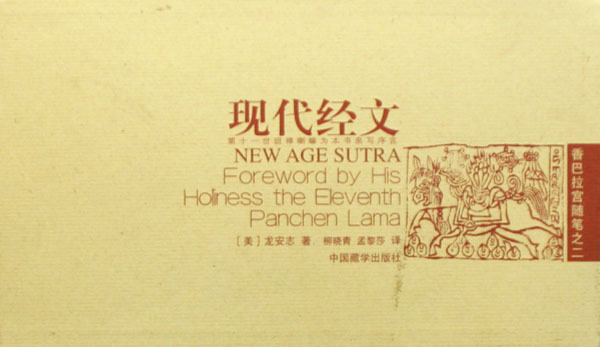 现代经文
第十一世班禅喇嘛为本书亲写序言
NEW AGE SUTRA
Foreword by His
Holiness the Eleventh
Panchen Lama
[美] 龙安志 著 柳晓青 孟黎莎 译
中国藏学出版社
香巴拉宫随笔之二